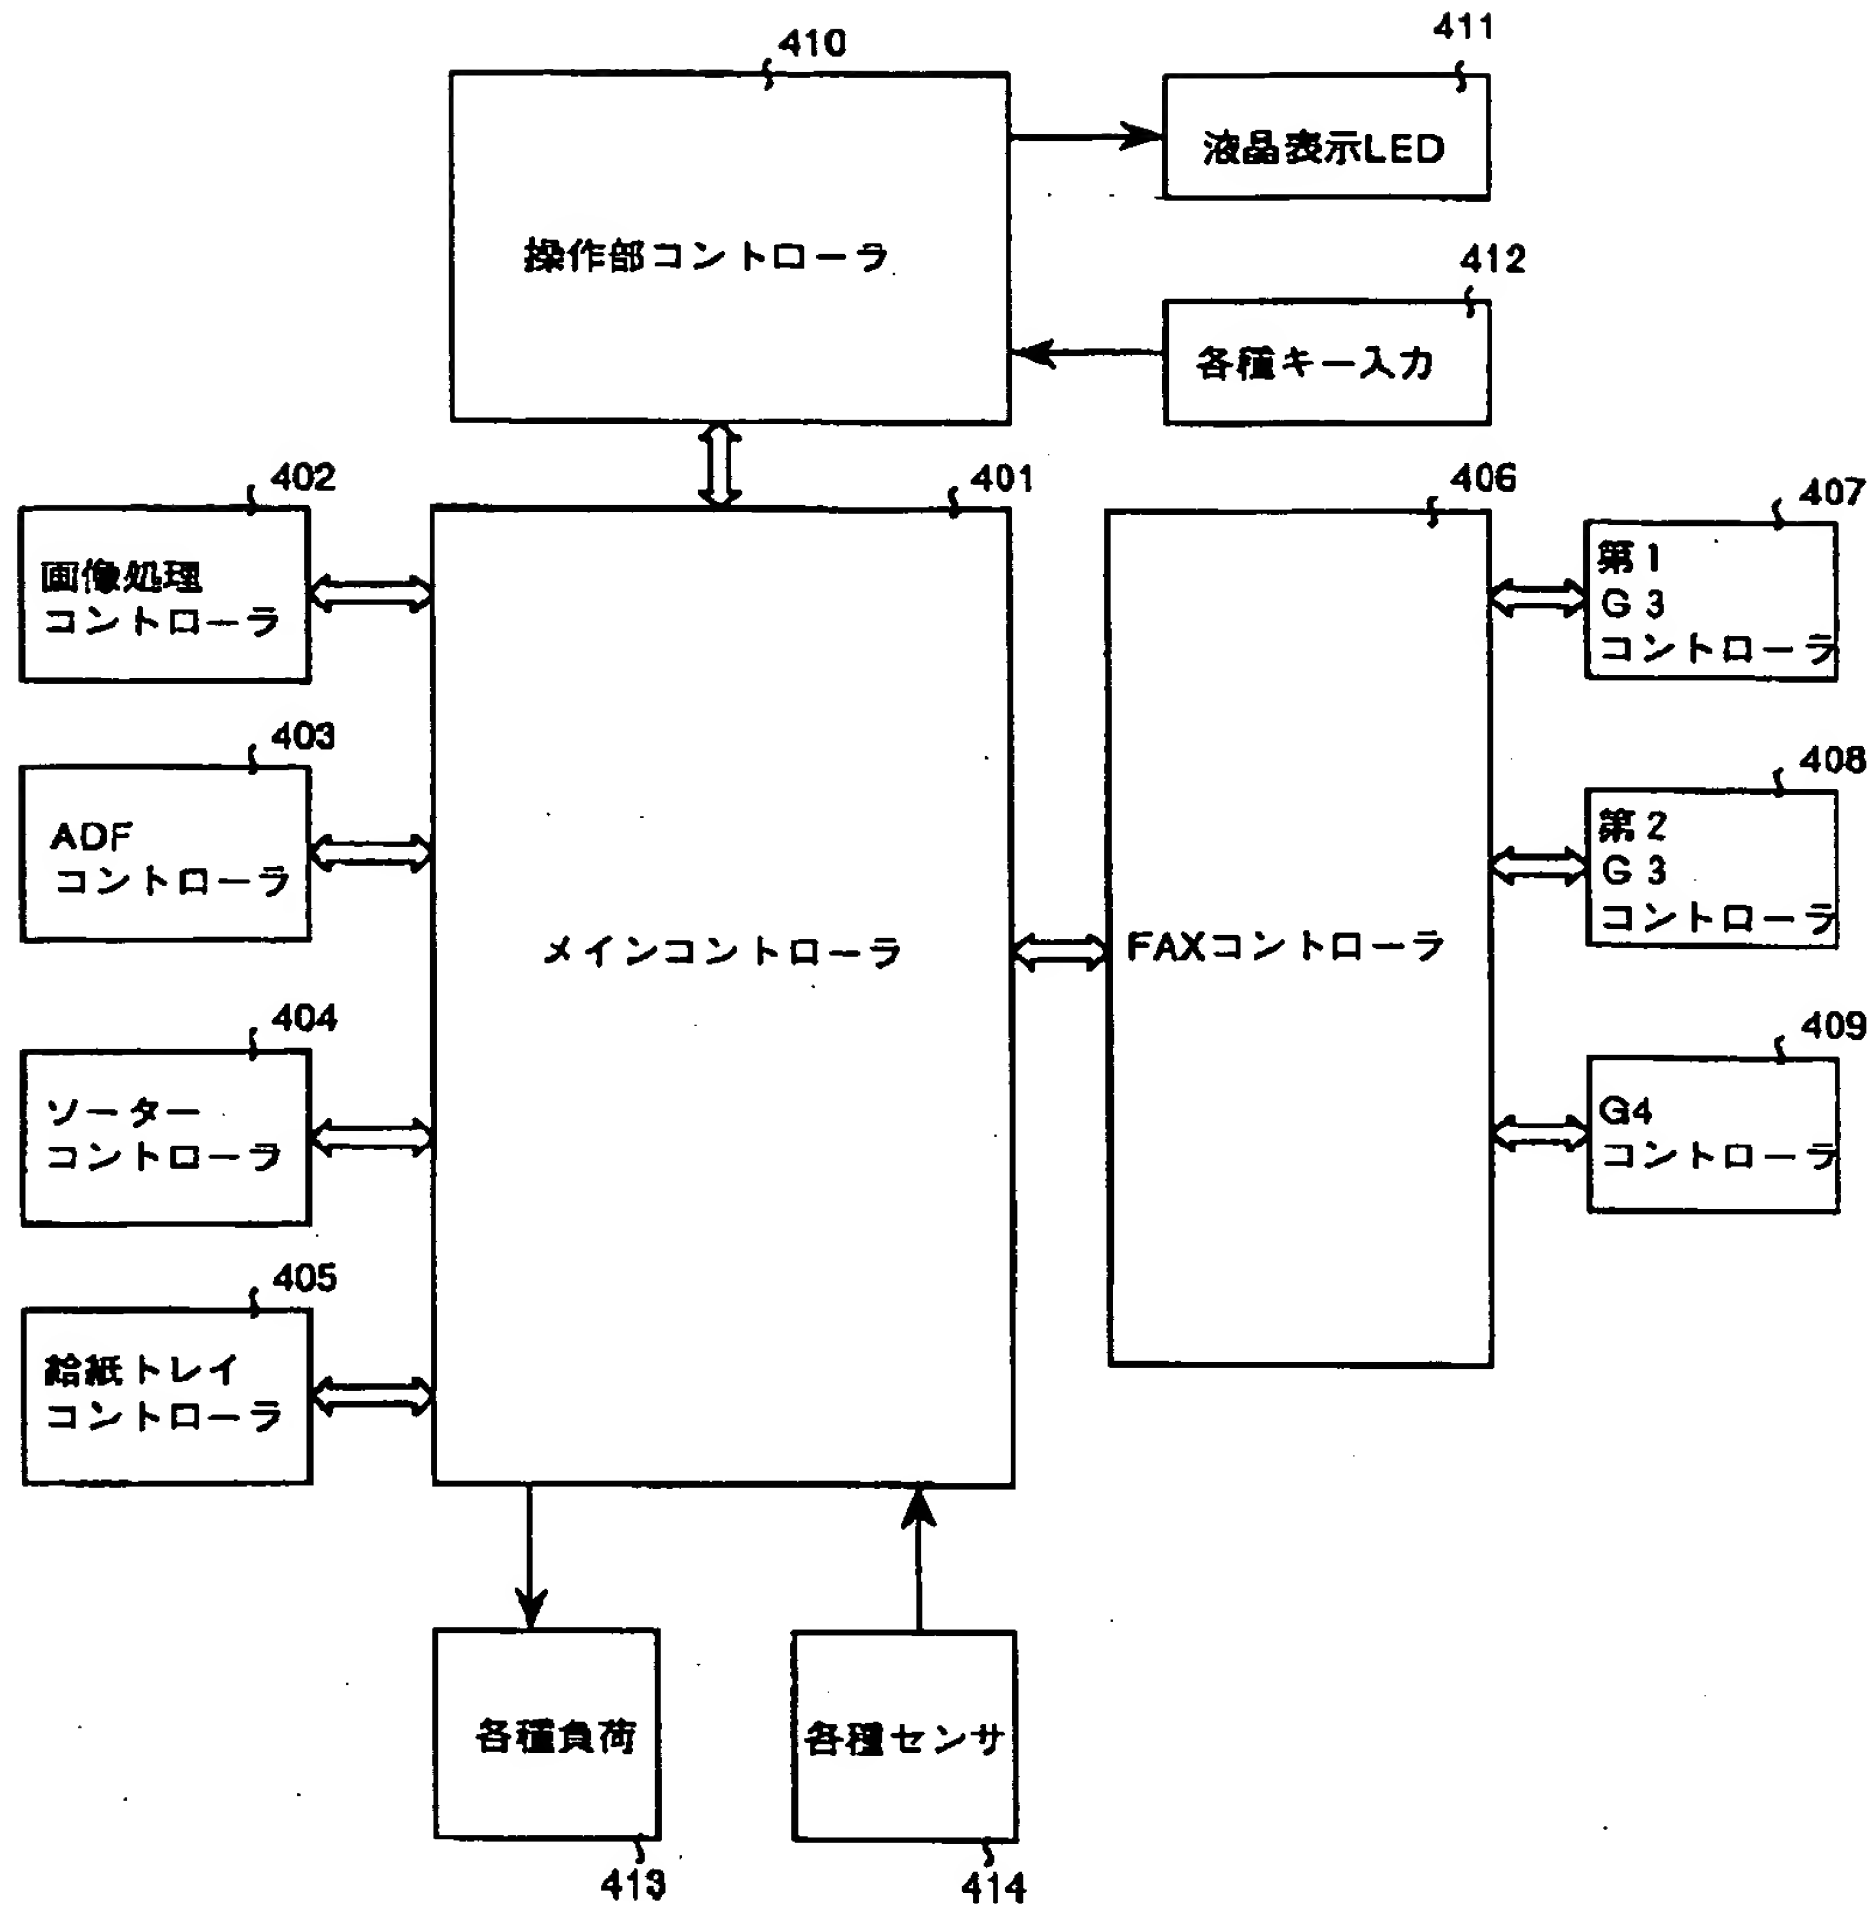 410
411
液晶表示LED
操作部コントローラ
412
各種キー入力
402
画像処理
コントローラ
401
406
407
第1
G3
コントローラ
403
ADF
コントローラ
408
第2
G3
コントローラ
メインコントローラ
FAXコントローラ
404
ソーター
コントローラ
409
G4
コントローラ
405
給紙トレイ
コントローラ
各種負荷
各種センサ
413
414